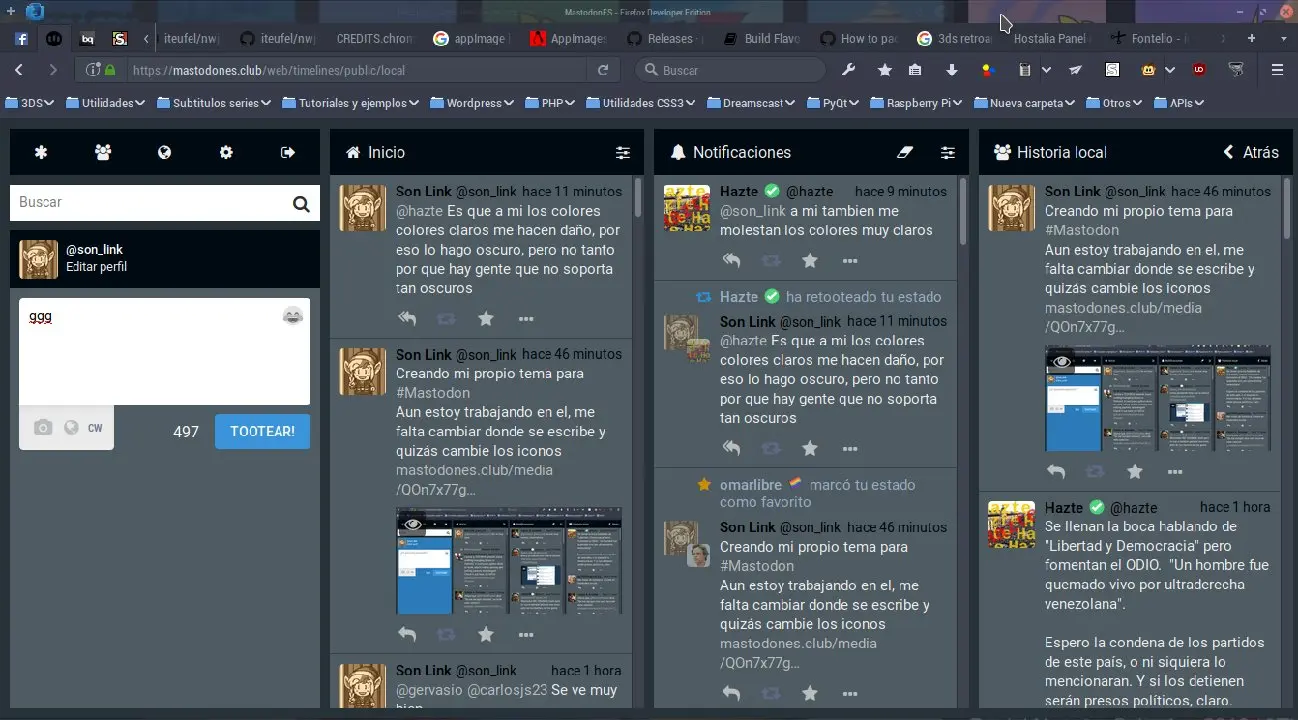 MastodonES - Firefox Developer Edition
iteufel/nwj
iteufel/nwj
CREDITS.chrom
appImage
AppImages
Releases ·
Build Flavo
How to pac
3ds retroar
Hostalia Panel
Fontello - i
https://mastodones.club/web/timelines/public/local
Buscar
3DS
Utilidades
Subtitulos series
Tutoriales y ejemplos
Wordpress
PHP
Utilidades CSS3
Dreamscast
PyQt
Raspberry Pi
Nueva carpeta
Otros
APIs
Buscar
@son_link
Editar perfil
ggg
CW
497
TOOTEAR!
Inicio
Son Link @son_link hace 11 minutos
@hazte Es que a mi los colores
colores claros me hacen daño, por
eso lo hago oscuro, pero no tanto
por que hay gente que no soporta
tan oscuros
Son Link @son_link hace 46 minutos
Creando mi propio tema para
#Mastodon
Aun estoy trabajando en el, me
falta cambiar donde se escribe y
quizás cambie los iconos
mastodones.club/media
/QOn7x77g…
Son Link @son_link hace 1 hora
@gervasio @carlosjs23 Se ve muy
bien
Notificaciones
Hazte @hazte hace 9 minutos
@son_link a mi tambien me
molestan los colores muy claros
Hazte ha retooteado tu estado
Son Link @son_link hace 11 minutos
@hazte Es que a mi los colores
colores claros me hacen daño, por
eso lo hago oscuro, pero no tanto
por que hay gente que no soporta
tan oscuros
omarlibre marcó tu estado
como favorito
Son Link @son_link hace 46 minutos
Creando mi propio tema para
#Mastodon
Aun estoy trabajando en el, me
falta cambiar donde se escribe y
quizás cambie los iconos
mastodones.club/media
/QOn7x77g…
Historia local
Atrás
Son Link @son_link hace 46 minutos
Creando mi propio tema para
#Mastodon
Aun estoy trabajando en el, me
falta cambiar donde se escribe y
quizás cambie los iconos
mastodones.club/media
/QOn7x77g…
Hazte @hazte hace 1 hora
Se llenan la boca hablando de
"Libertad y Democracia" pero
fomentan el ODIO. "Un hombre fue
quemado vivo por ultraderecha
venezolana".
Espero la condena de los partidos
de este país, o ni siquiera lo
mencionaran. Y si los detienen
serán presos políticos, claro.